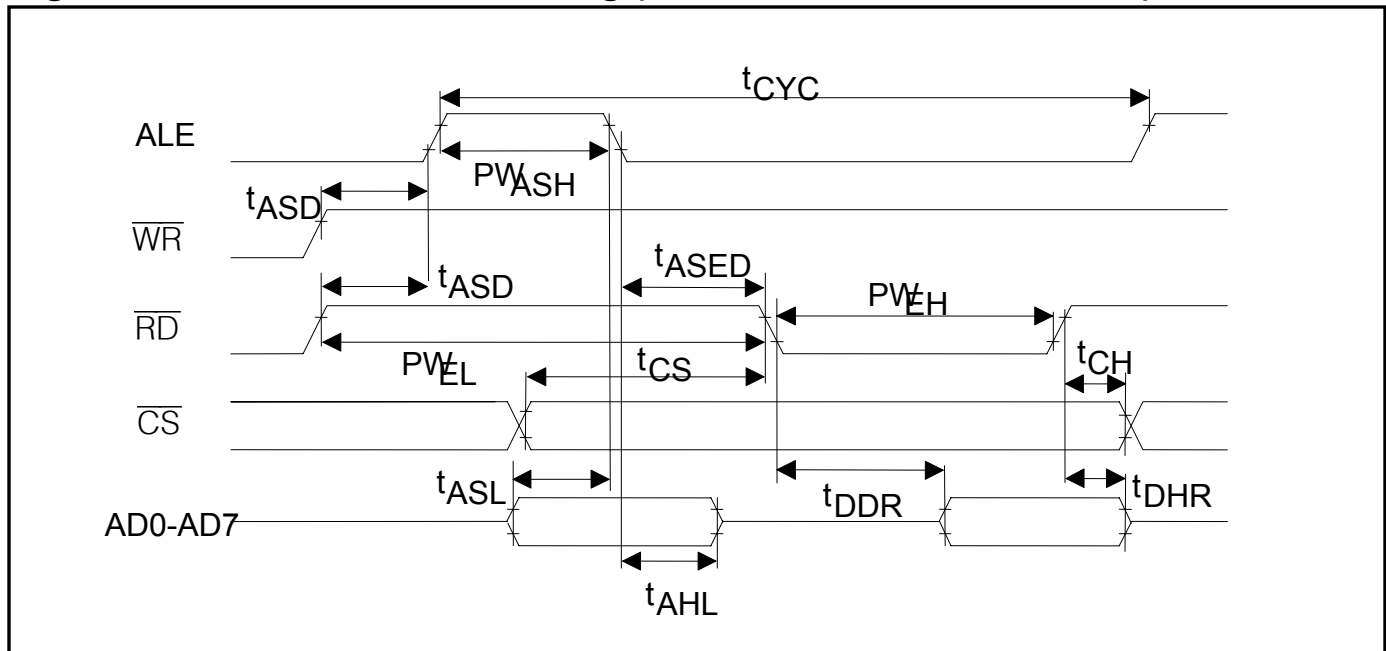 tCYC
ALE
PWASH
tASD
WR
tASED
tASD
PWEH
RD
PWEL
tCS
tCH
CS
tASL
tDDR
tDHR
AD0-AD7
tAHL